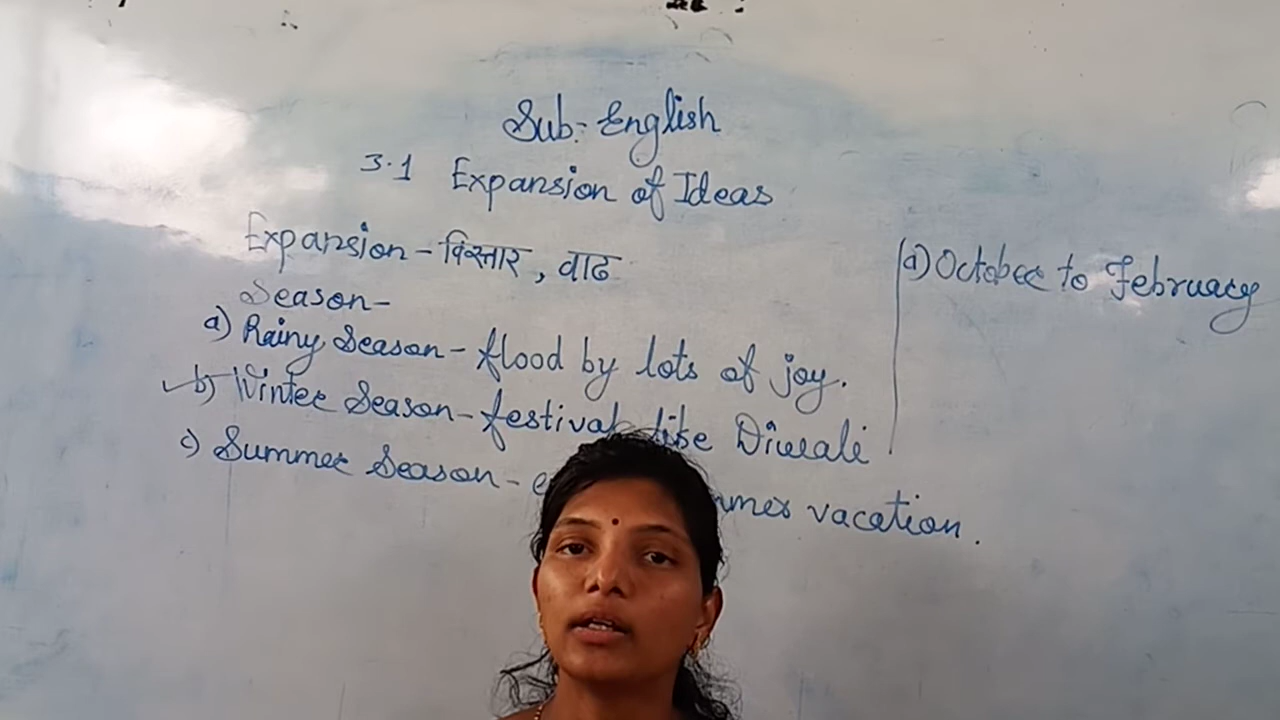 Sub:- English
3.1 Expansion of Ideas
Expansion - विस्तार, वाढ
Season-
a) Rainy Season - flood by lots of joy.
b) Winter Season - festival like Diwali
c) Summer Season - vacation.
a) October to February